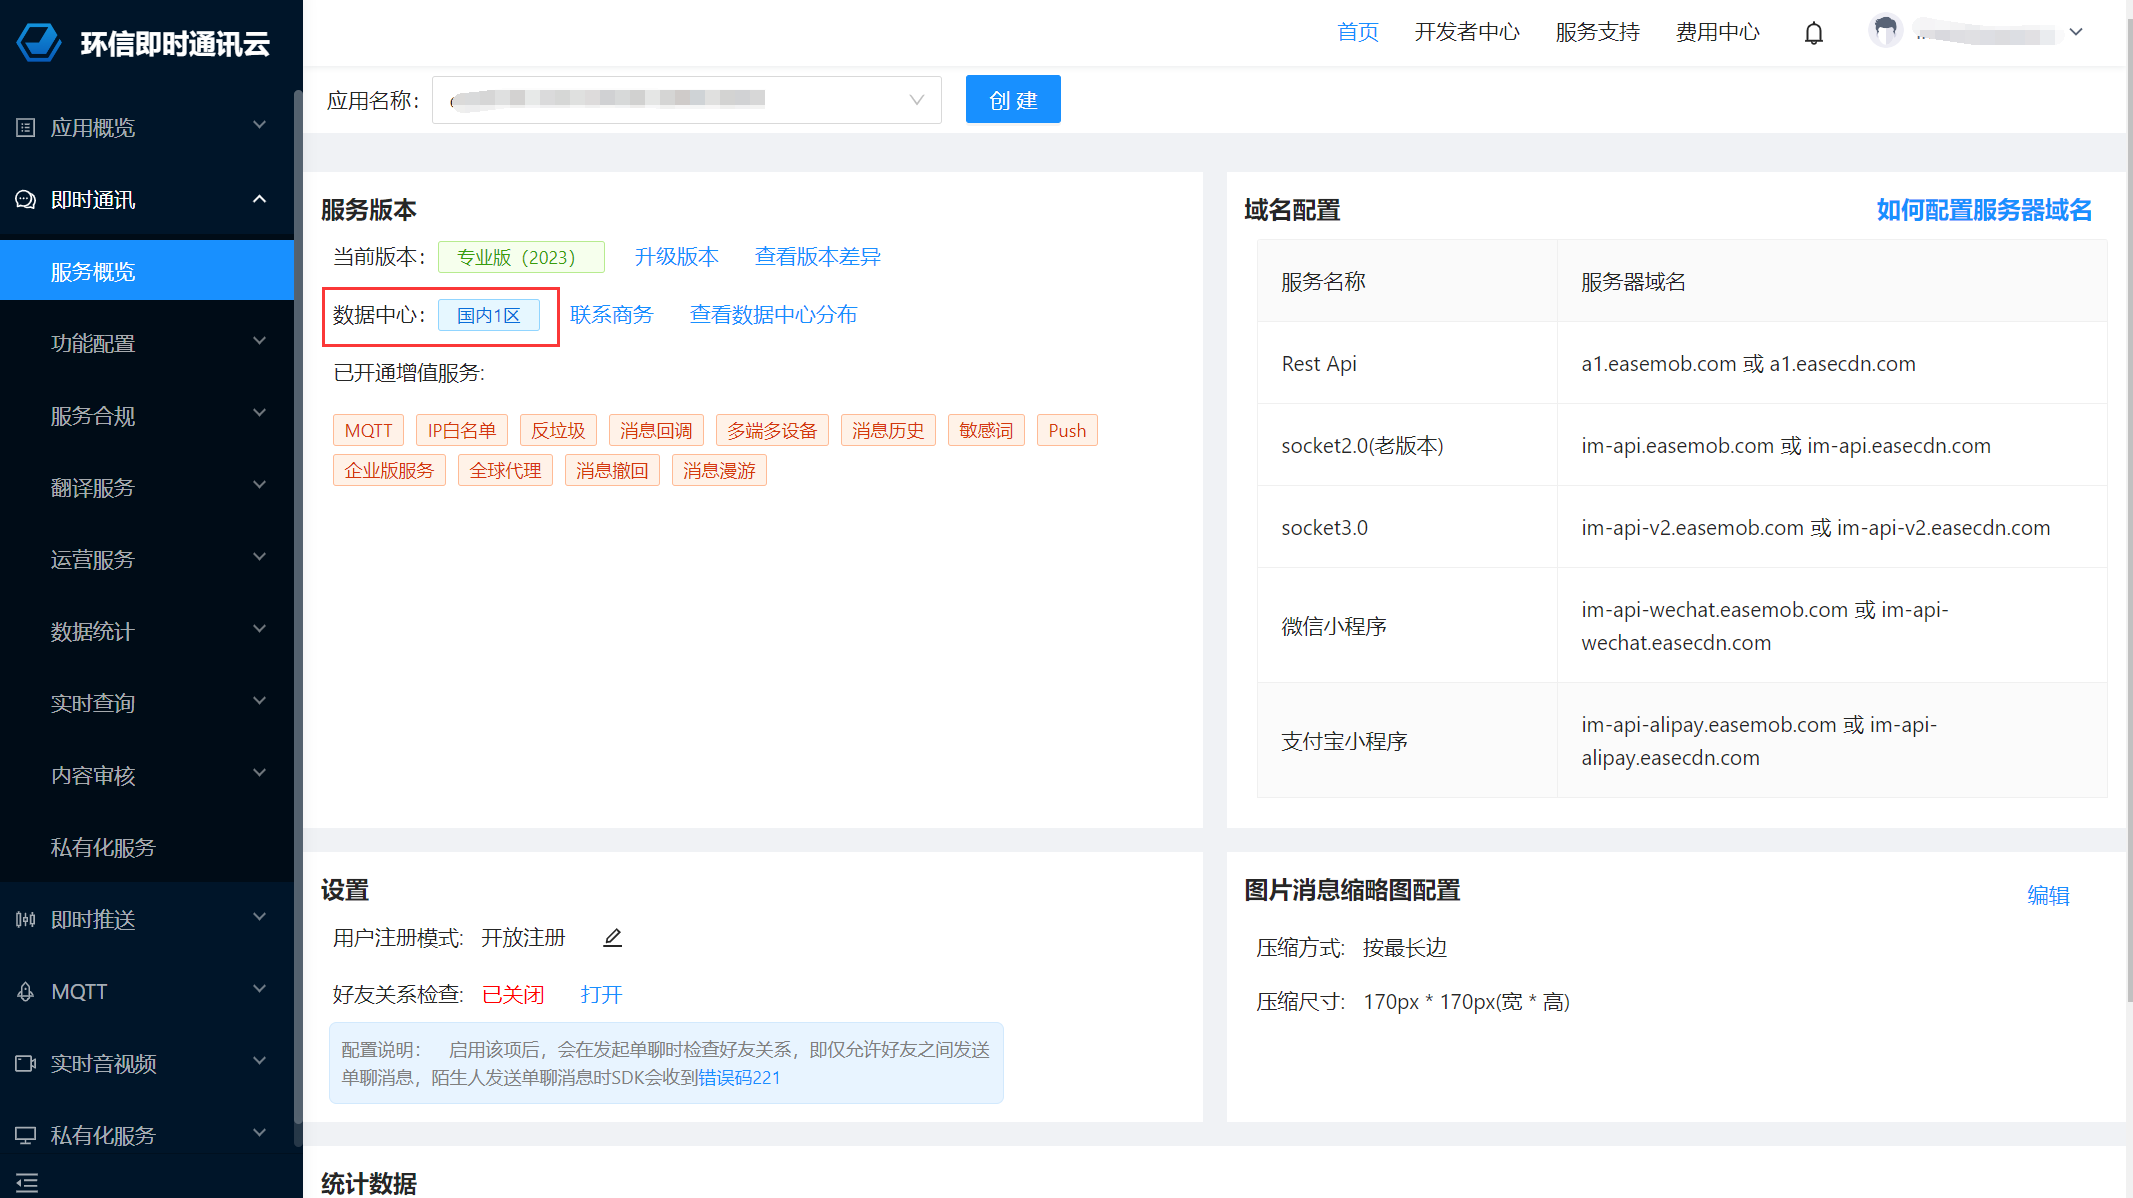 环信即时通讯云
首页 开发者中心 服务支持 费用中心
应用名称： 创 建
应用概览
即时通讯
服务概览
功能配置
服务合规
翻译服务
运营服务
数据统计
实时查询
内容审核
私有化服务
即时推送
MQTT
实时音视频
私有化服务
服务版本
当前版本： 专业版（2023） 升级版本 查看版本差异
数据中心： 国内1区 联系商务 查看数据中心分布
已开通增值服务:
MQTT IP白名单 反垃圾 消息回调 多端多设备 消息历史 敏感词 Push
企业版服务 全球代理 消息撤回 消息漫游
域名配置 如何配置服务器域名
服务名称 服务器域名
Rest Api a1.easemob.com 或 a1.easecdn.com
socket2.0(老版本) im-api.easemob.com 或 im-api.easecdn.com
socket3.0 im-api-v2.easemob.com 或 im-api-v2.easecdn.com
微信小程序 im-api-wechat.easemob.com 或 im-api-
wechat.easecdn.com
支付宝小程序 im-api-alipay.easemob.com 或 im-api-
alipay.easecdn.com
设置
用户注册模式: 开放注册
好友关系检查: 已关闭 打开
配置说明： 启用该项后，会在发起单聊时检查好友关系，即仅允许好友之间发送
单聊消息，陌生人发送单聊消息时SDK会收到错误码221
图片消息缩略图配置 编辑
压缩方式: 按最长边
压缩尺寸: 170px * 170px(宽 * 高)
统计数据